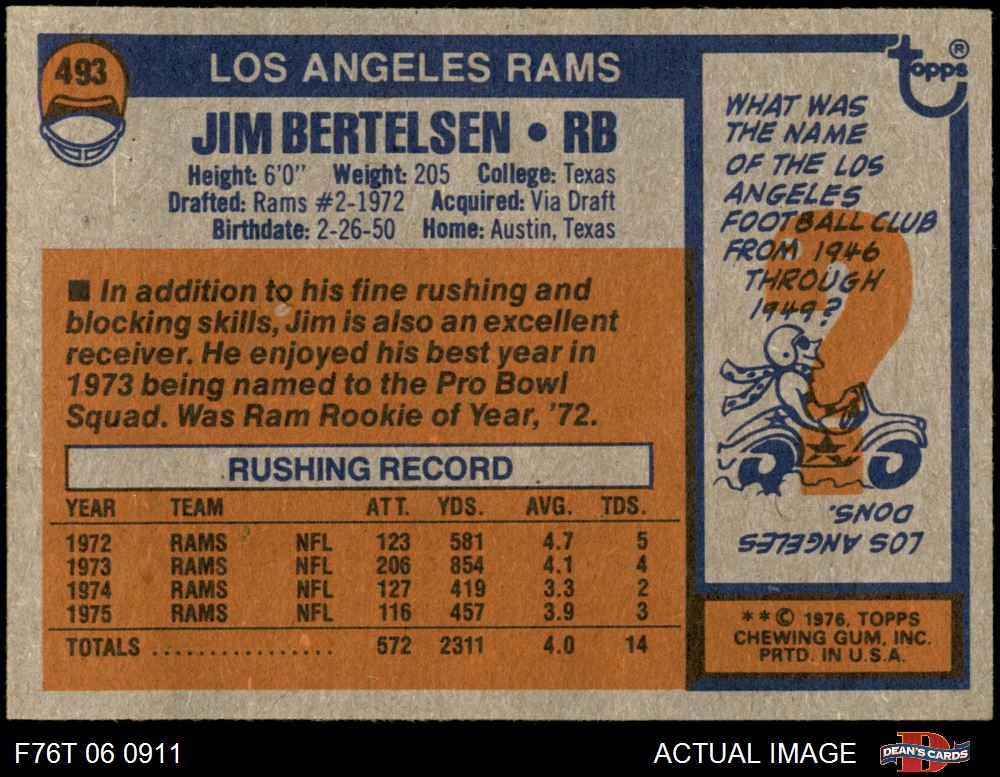 493
LOS ANGELES RAMS
JIM BERTELSEN • RB
Height: 6'0" Weight: 205 College: Texas
Drafted: Rams #2-1972 Acquired: Via Draft
Birthdate: 2-26-50 Home: Austin, Texas
■ In addition to his fine rushing and
blocking skills, Jim is also an excellent
receiver. He enjoyed his best year in
1973 being named to the Pro Bowl
Squad. Was Ram Rookie of Year, '72.
RUSHING RECORD
YEAR TEAM ATT. YDS. AVG. TDS.
1972 RAMS NFL 123 581 4.7 5
1973 RAMS NFL 206 854 4.1 4
1974 RAMS NFL 127 419 3.3 2
1975 RAMS NFL 116 457 3.9 3
TOTALS ................ 572 2311 4.0 14
Topps ®
WHAT WAS
THE NAME
OF THE LOS
ANGELES
FOOTBALL CLUB
FROM 1946
THROUGH
1949?
?
LOS ANGELES
DONS.
**© 1976, TOPPS
CHEWING GUM, INC.
PRTD. IN U.S.A.
F76T 06 0911
ACTUAL IMAGE
D
DEAN'S CARDS